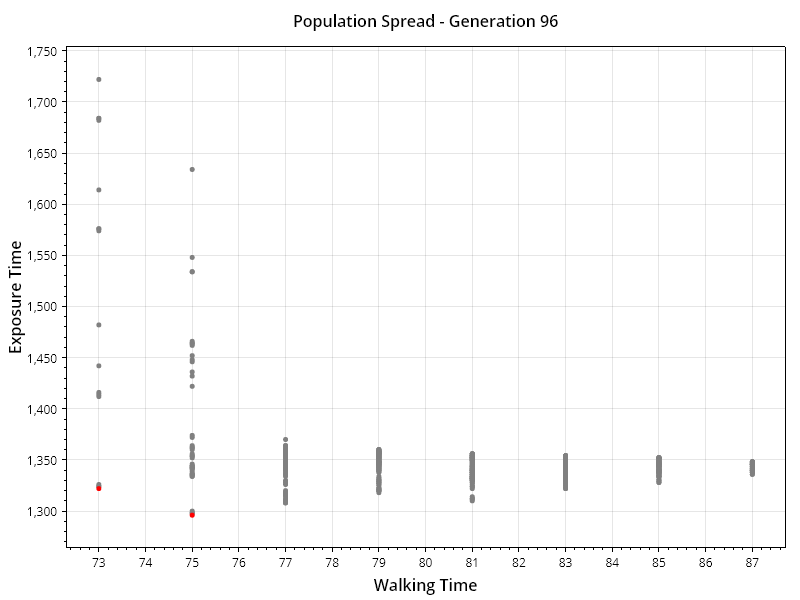 Population Spread - Generation 96
1,750
1,700
1,650
1,600
1,550
1,500
1,450
1,400
1,350
1,300
Exposure Time
73 74 75 76 77 78 79 80 81 82 83 84 85 86 87
Walking Time